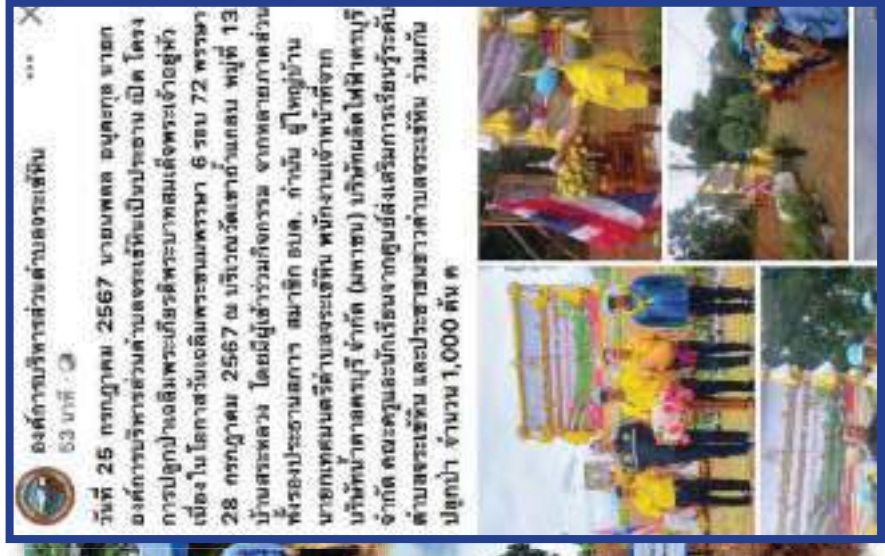 องค์การบริหารส่วนตำบลจระเข้หิน
53 นาที
วันที่ 25 กรกฎาคม 2567 นายนพดล อนุตะกุล นายก
องค์การบริหารส่วนตำบลจระเข้หินเป็นประธาน เปิด โครง
การปลูกป่าเฉลิมพระเกียรติพระบาทสมเด็จพระเจ้าอยู่หัว
เนื่อง ในโอกาสวันเฉลิมพระชนมพรรษา 6 รอบ 72 พรรษา
28 กรกฎาคม 2567 ณ บริเวณวัดเขาถ้ำแกลบ หมู่ที่ 13
บ้านสระหลวง โดยมีผู้เข้าร่วมกิจกรรม จากหลายภาคส่วน
ทั้งรองประธานสภาฯ สมาชิก อบต. กำนัน ผู้ใหญ่บ้าน
นายกเทศมนตรีตำบลจระเข้หิน พนักงานเจ้าหน้าที่จาก
บริษัทน้ำตาลครบุรี จำกัด (มหาชน) บริษัทผลิตไฟฟ้าครบุรี
จำกัด คณะครูและนักเรียนจากศูนย์ส่งเสริมการเรียนรู้ระดับ
ตำบลจระเข้หิน และประชาชนชาวตำบลจระเข้หิน ร่วมกัน
ปลูกป่า จำนวน 1,000 ต้น ค